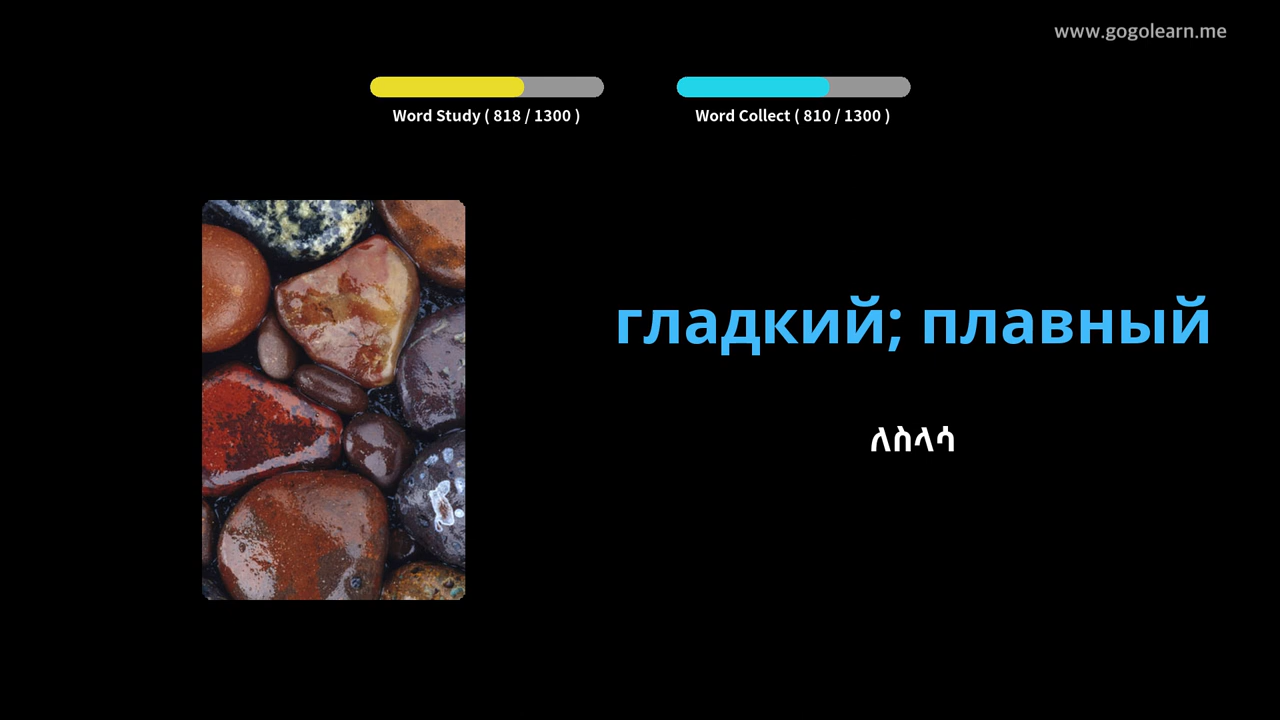 www.gogolearn.me
Word Study ( 818 / 1300 )
Word Collect ( 810 / 1300 )
гладкий; плавный
ለስላሳ